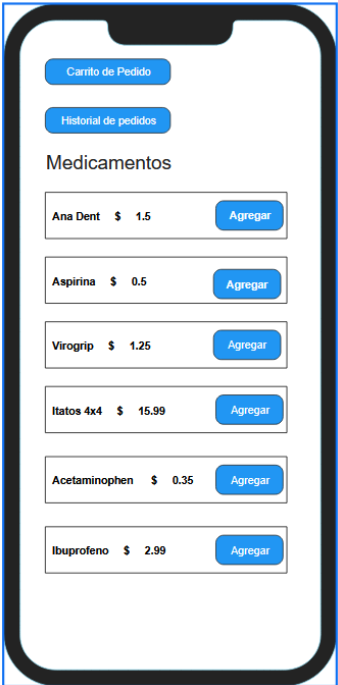 Carrito de Pedido
Historial de pedidos
Medicamentos
Ana Dent $ 1.5 Agregar
Aspirina $ 0.5 Agregar
Virogrip $ 1.25 Agregar
Itatos 4x4 $ 15.99 Agregar
Acetaminophen $ 0.35 Agregar
Ibuprofeno $ 2.99 Agregar